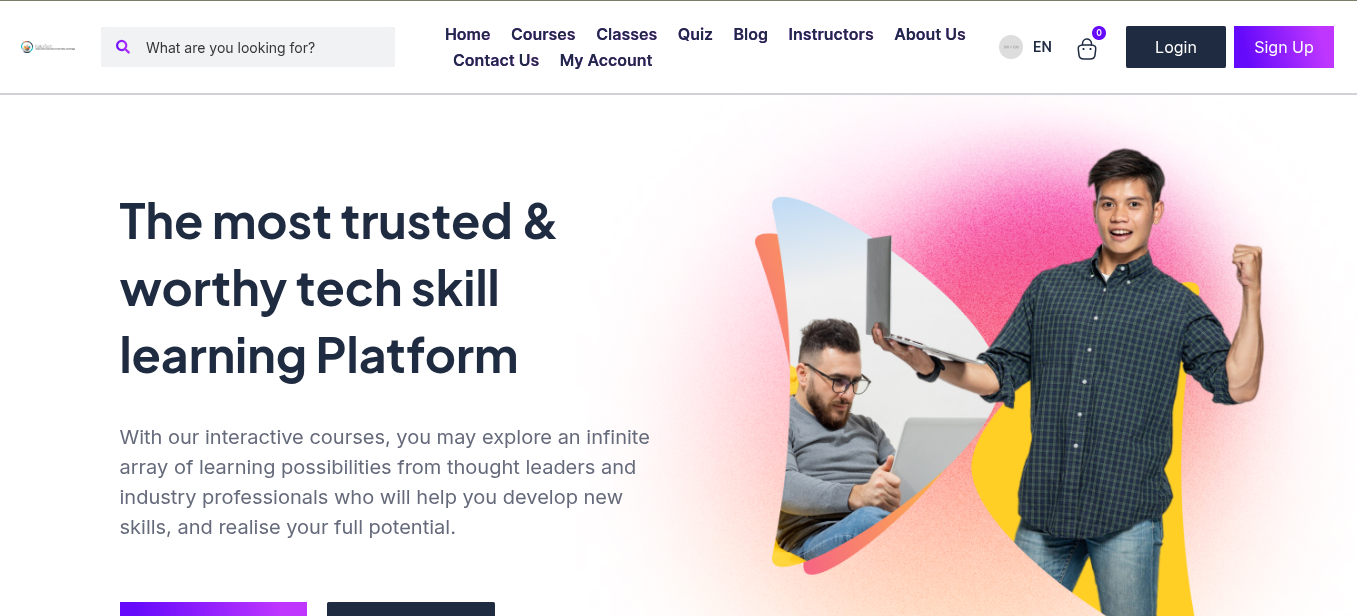 What are you looking for?
Home Courses Classes Quiz Blog Instructors About Us
Contact Us My Account
EN
0
Login
Sign Up
The most trusted &
worthy tech skill
learning Platform
With our interactive courses, you may explore an infinite
array of learning possibilities from thought leaders and
industry professionals who will help you develop new
skills, and realise your full potential.